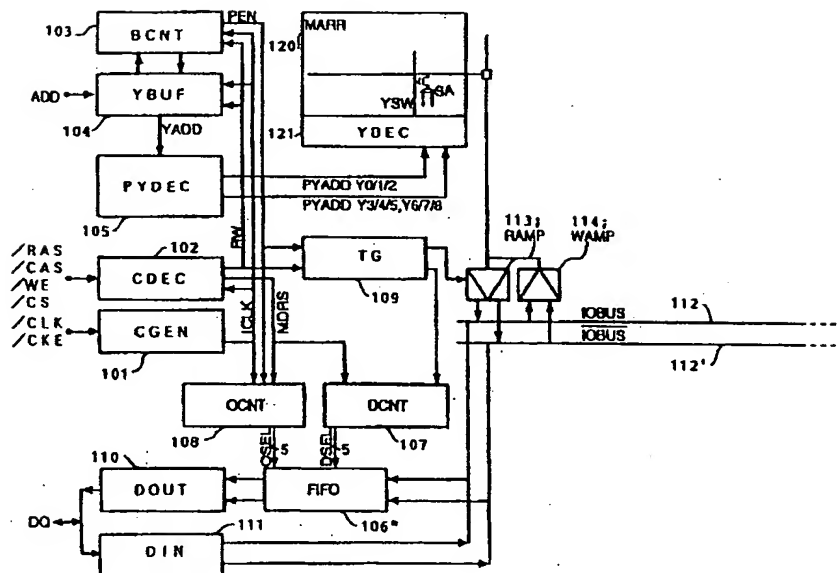 PEN
103
BCNT
MARR
120
ADD
YBUF
104
YADD
SA
YSW
121
YDEC
PYDEC
105
PYADD Y0/1/2
PYADD Y3/4/5,Y6/7/8
113;
RAMP
114;
WAMP
/RAS
/CAS
/WE
/CS
/CLK
/CKE
102
CDEC
RW
TG
109
ICLK
MDRS
CGEN
101
IOBUS
112
IOBUS
112'
OCNT
108
DCNT
107
OSEL
5
DSEL
5
110
DOUT
FIFO
106"
DQ
111
DIN